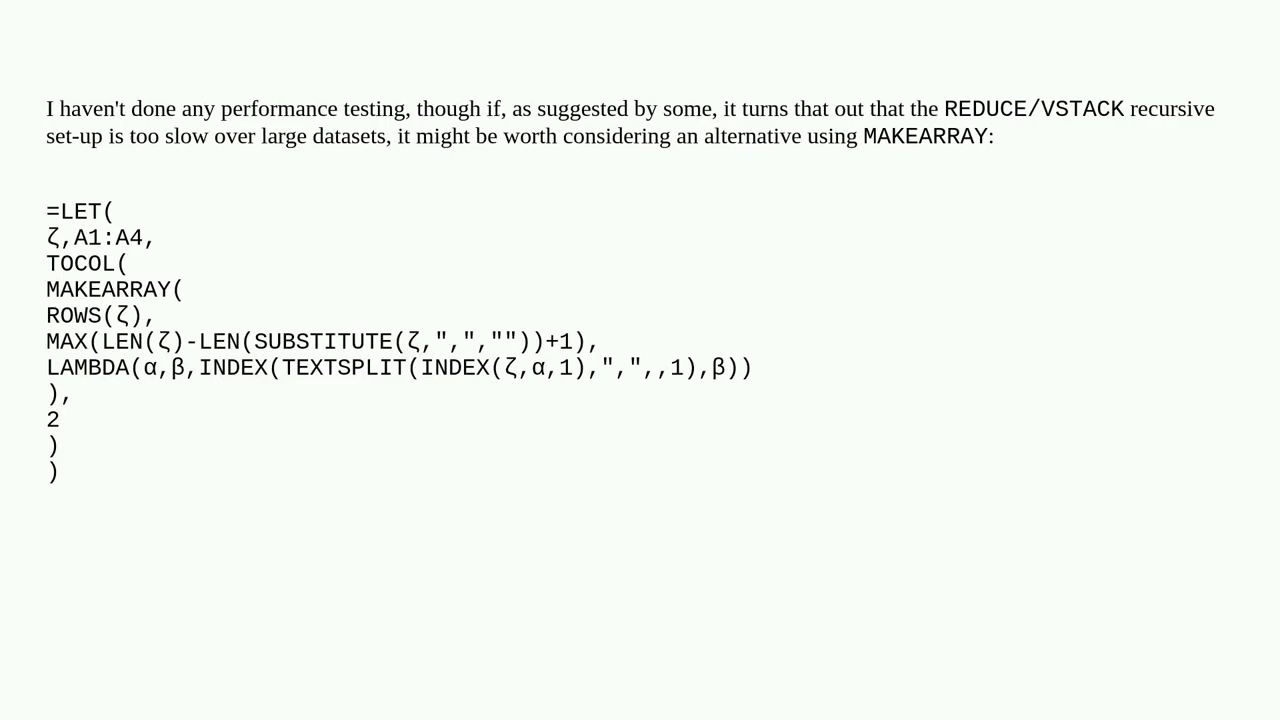 I haven't done any performance testing, though if, as suggested by some, it turns that out that the REDUCE/VSTACK recursive
set-up is too slow over large datasets, it might be worth considering an alternative using MAKEARRAY:
=LET(
ζ,A1:A4,
TOCOL(
MAKEARRAY(
ROWS(ζ),
MAX(LEN(ζ)-LEN(SUBSTITUTE(ζ,",",""))+1),
LAMBDA(α,β,INDEX(TEXTSPLIT(INDEX(ζ,α,1),",",,1),β))
),
2
)
)